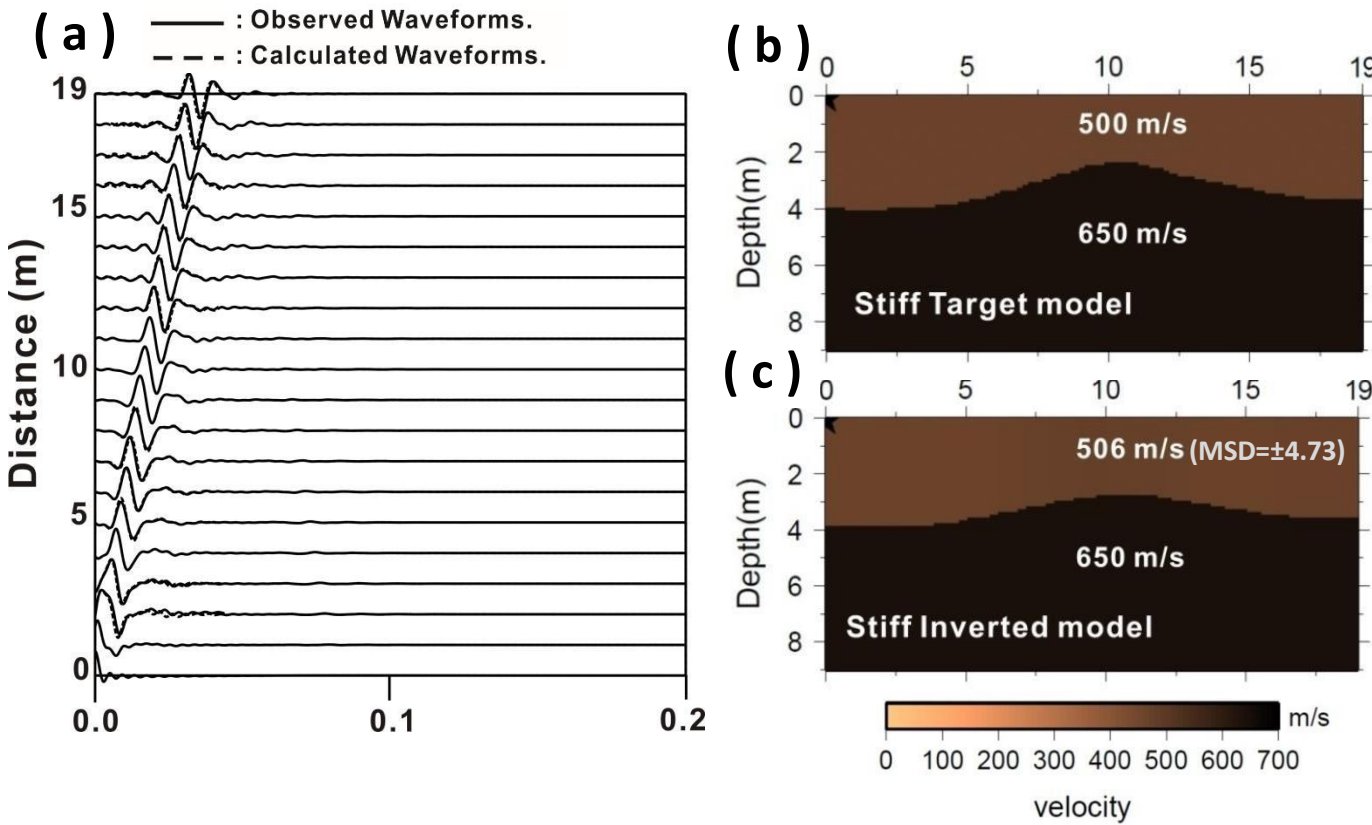 ( a )
: Observed Waveforms.
: Calculated Waveforms.
19
15
10
5
0
Distance (m)
0.0 0.1 0.2
( b )
0 5 10 15 19
0
2
4
6
8
Depth(m)
500 m/s
650 m/s
Stiff Target model
( c )
0 5 10 15 19
0
2
4
6
8
Depth(m)
506 m/s (MSD=±4.73)
650 m/s
Stiff Inverted model
m/s
0 100 200 300 400 500 600 700
velocity